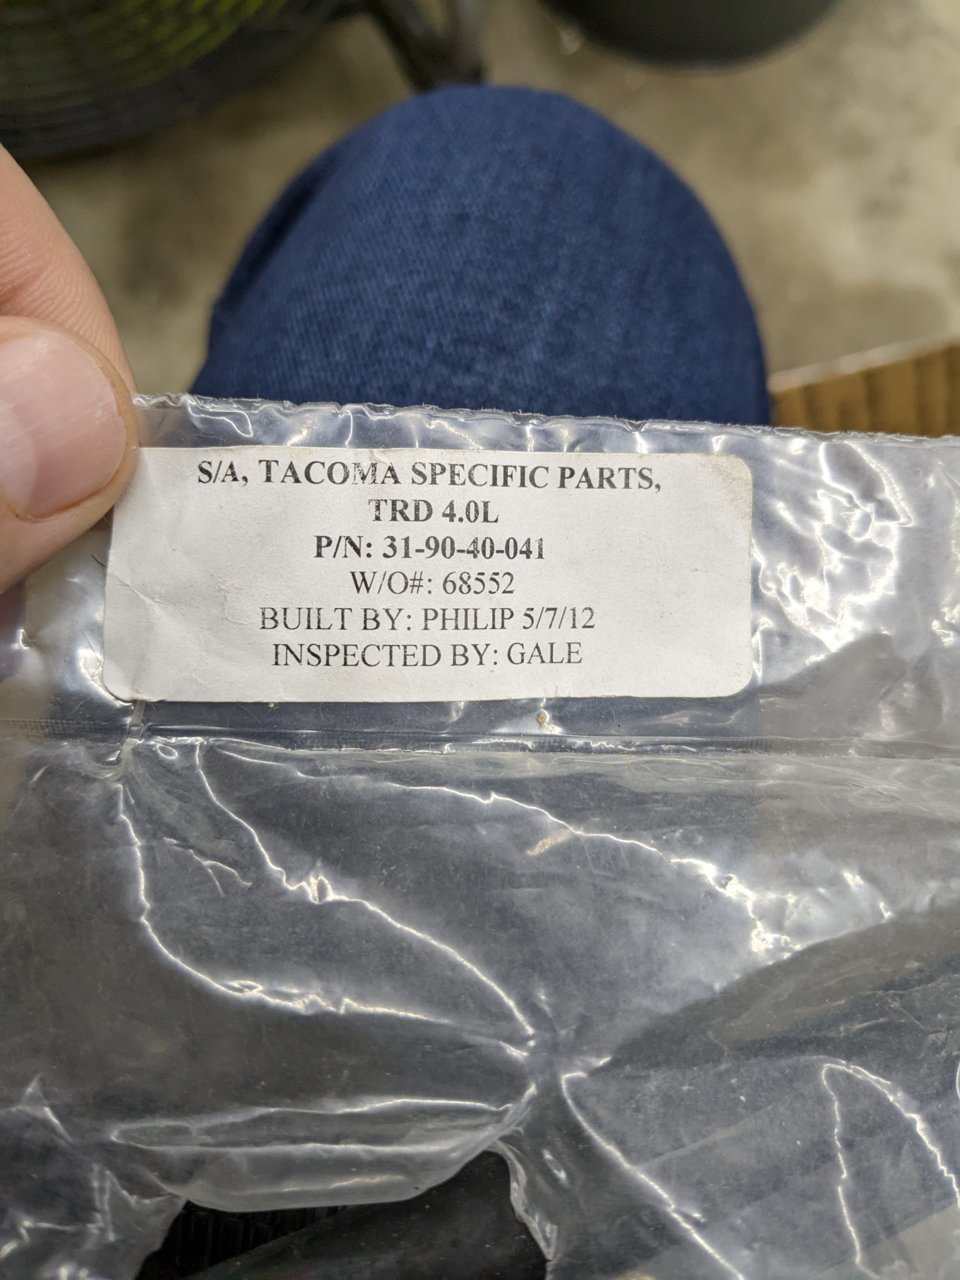 S/A, TACOMA SPECIFIC PARTS,
TRD 4.0L
P/N: 31-90-40-041
W/O#: 68552
BUILT BY: PHILIP 5/7/12
INSPECTED BY: GALE